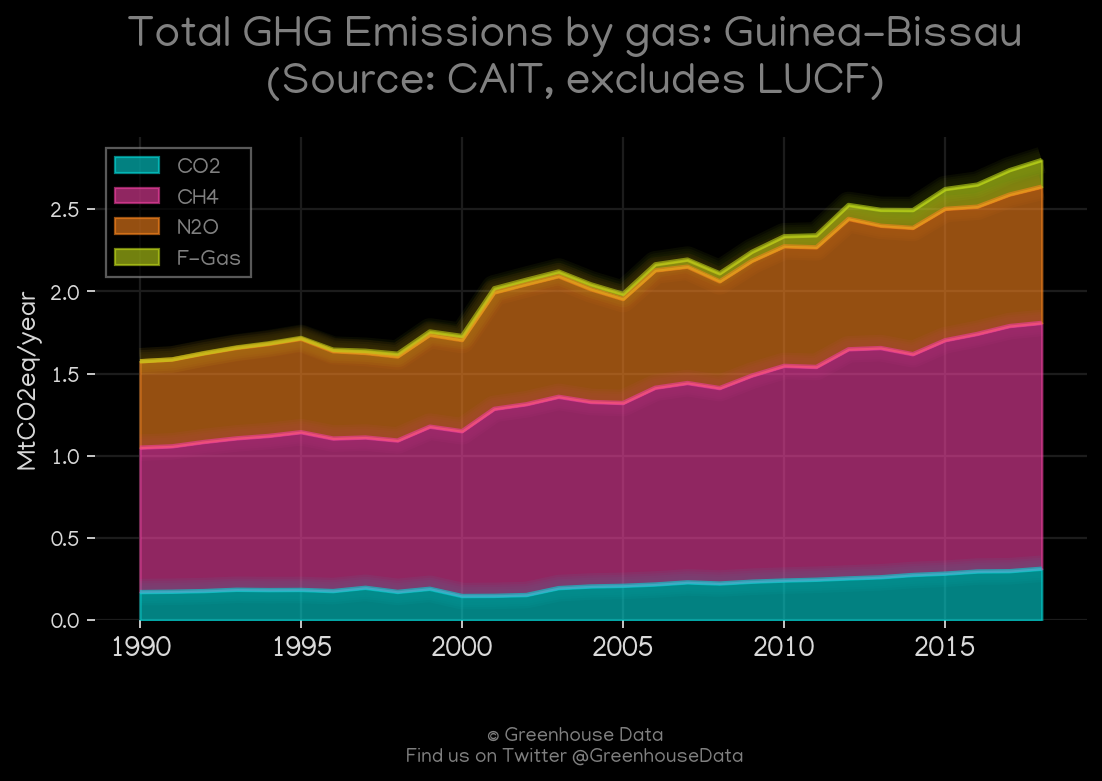 Total GHG Emissions by gas: Guinea-Bissau
(Source: CAIT, excludes LUCF)
CO2
CH4
N2O
F-Gas
MtCO2eq/year
2.5
2.0
1.5
1.0
0.5
0.0
1990 1995 2000 2005 2010 2015
© Greenhouse Data
Find us on Twitter @GreenhouseData